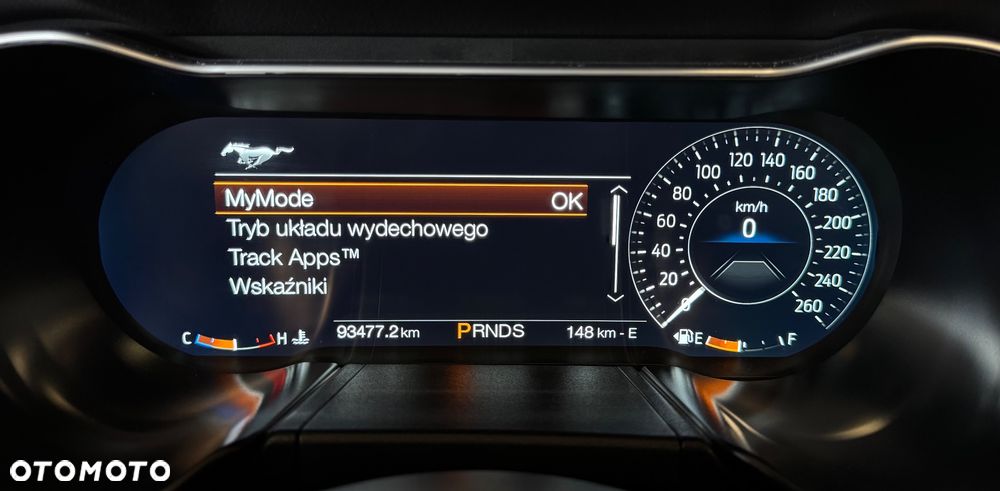 MyMode OK
Tryb układu wydechowego
Track Apps™
Wskaźniki
93477.2 km PRNDS 148 km - E
C H
km/h
0
0 20 40 60 80 100 120 140 160 180 200 220 240 260
E F
OTOMOTO